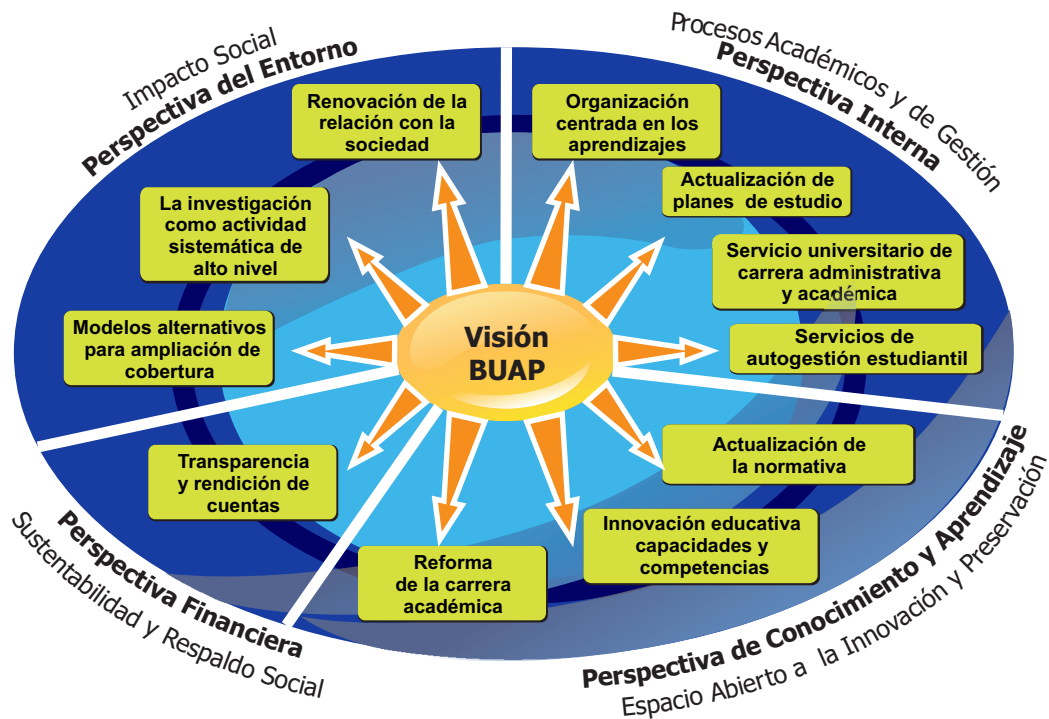 Impacto Social
Perspectiva del Entorno
Procesos Académicos y de Gestión
Perspectiva Interna
Renovación de la
relación con la
sociedad
Organización
centrada en los
aprendizajes
Actualización de
planes de estudio
La investigación
como actividad
sistemática de
alto nivel
Servicio universitario de
carrera administrativa
y académica
Modelos alternativos
para ampliación de
cobertura
Visión
BUAP
Servicios de
autogestión estudiantil
Transparencia
y rendición de
cuentas
Actualización de
la normativa
Innovación educativa
capacidades y
competencias
Reforma
de la carrera
académica
Perspectiva Financiera
Sustentabilidad y Respaldo Social
Perspectiva de Conocimiento y Aprendizaje
Espacio Abierto a la Innovación y Preservación